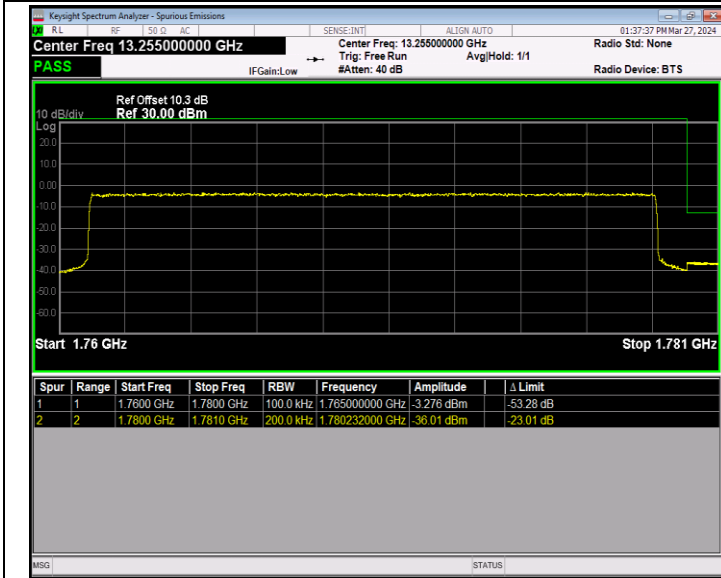 Keysight Spectrum Analyzer - Spurious Emissions
RL RF 50 Ω AC SENSE:INT ALIGN AUTO 01:37:37 PM Mar 27, 2024
Center Freq 13.255000000 GHz Center Freq: 13.255000000 GHz Radio Std: None
Trig: Free Run Avg|Hold: 1/1
PASS IFGain:Low #Atten: 40 dB Radio Device: BTS
Ref Offset 10.3 dB
10 dB/div Ref 30.00 dBm
Log
20.0
10.0
0.00
-10.0
-20.0
-30.0
-40.0
-50.0
-60.0
Start 1.76 GHz Stop 1.781 GHz
Spur Range Start Freq Stop Freq RBW Frequency Amplitude Δ Limit
1 1 1.7600 GHz 1.7800 GHz 100.0 kHz 1.765000000 GHz -3.276 dBm -53.28 dB
2 2 1.7800 GHz 1.7810 GHz 200.0 kHz 1.780232000 GHz -36.01 dBm -23.01 dB
MSG STATUS